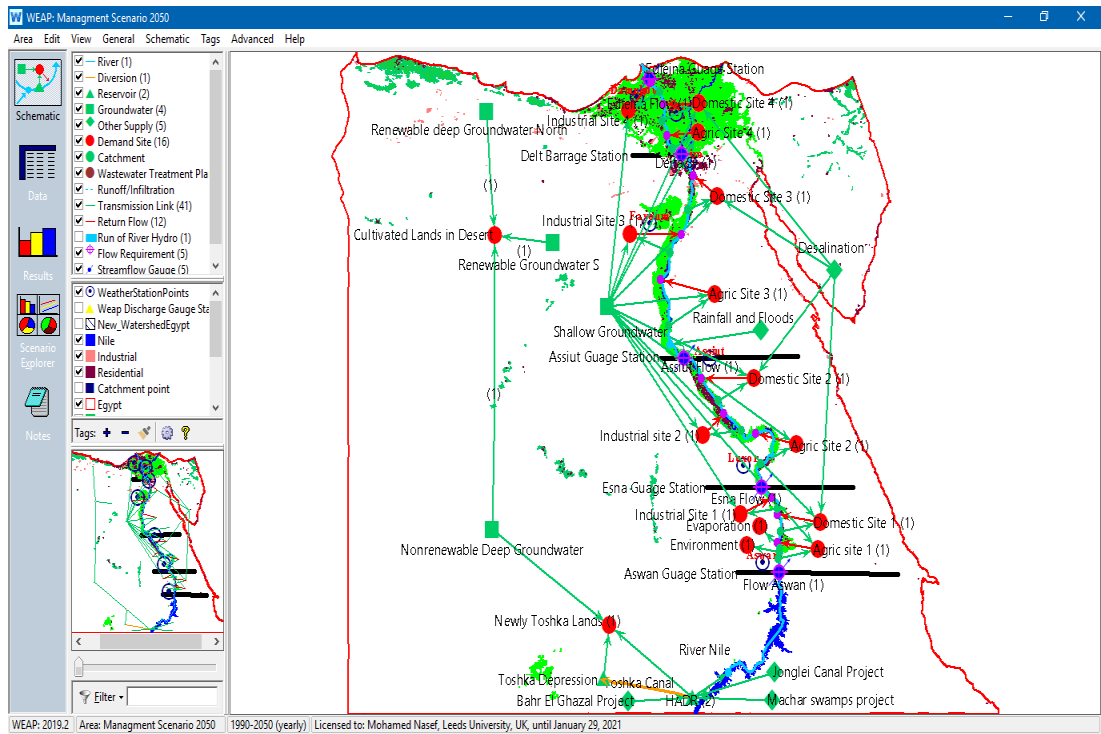 WEAP: Managment Scenario 2050
Area Edit View General Schematic Tags Advanced Help
Schematic
Data
Results
Scenario
Explorer
Notes
River (1)
Diversion (1)
Reservoir (2)
Groundwater (4)
Other Supply (5)
Demand Site (16)
Catchment
Wastewater Treatment Pla
Runoff/Infiltration
Transmission Link (41)
Return Flow (12)
Run of River Hydro (1)
Flow Requirement (5)
Streamflow Gauge (5)
WeatherStationPoints
Weap Discharge Gauge Sta
New_WatershedEgypt
Nile
Industrial
Residential
Catchment point
Egypt
Tags:
Filter
Edfeina Guage Station
Domestic Site 4 (1)
Renewable deep Groundwater North
Agric Site 4 (1)
Delt Barrage Station
(1)
Domestic Site 3 (1)
Industrial Site 3 (1)
Cultivated Lands in Desert
(1)
Renewable Groundwater S
Desalination
Agric Site 3 (1)
Rainfall and Floods
Shallow Groundwater
Assiut Guage Station
Assiut
Assiut Flow (1)
Domestic Site 2 (1)
(1)
Industrial site 2 (1)
Agric Site 2 (1)
Luxor
Esna Guage Station
Esna Flow (1)
Industrial Site 1 (1)
Domestic Site 1 (1)
Evaporation (1)
Environment (1)
Agric site 1 (1)
Nonrenewable Deep Groundwater
Aswan
Aswan Guage Station
Flow Aswan (1)
Newly Toshka Lands (1)
River Nile
Jonglei Canal Project
Toshka Depression
Toshka Canal
Bahr El Ghazal Project
HADR (2)
Machar swamps project
WEAP: 2019.2 Area: Managment Scenario 2050 1990-2050 (yearly) Licensed to: Mohamed Nasef, Leeds University, UK, until January 29, 2021